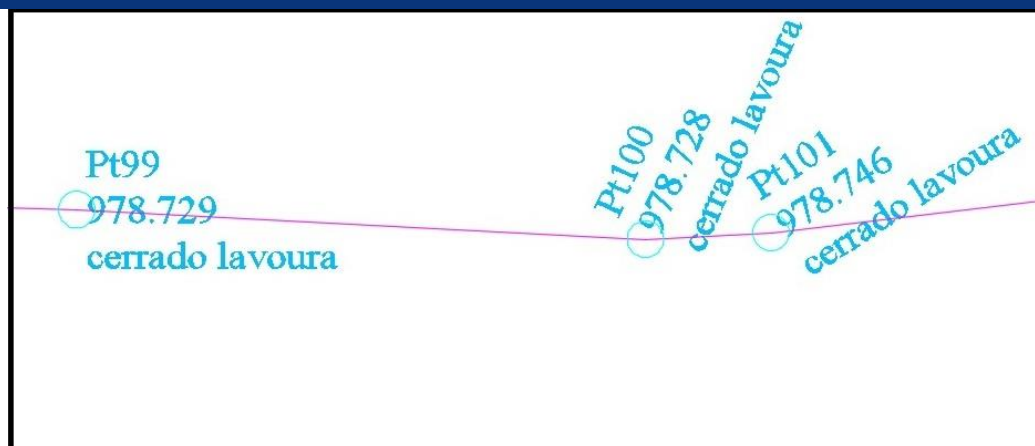 Pt99
978.729
cerrado lavoura
Pt100
978.728
cerrado lavoura
Pt101
978.746
cerrado lavoura